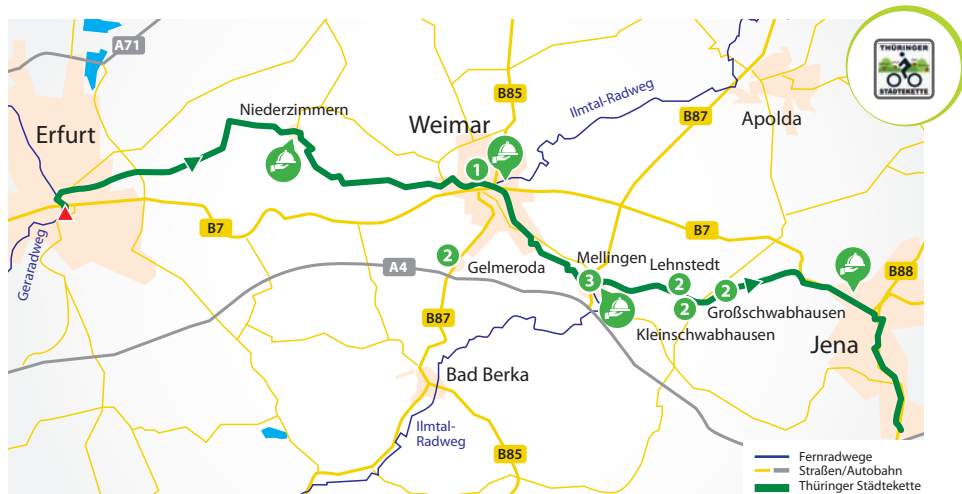 THÜRINGER
STÄDTEKETTE
A71
Niederzimmern
B85
Ilmtal-Radweg
Erfurt
Weimar
B87
Apolda
1
Geraradweg
B7
B7
2
Gelmeroda
A4
Mellingen
Lehnstedt
B88
3
2
2
2
Großschwabhausen
Kleinschwabhausen
B87
Jena
Bad Berka
Ilmtal-
Radweg
B85
Fernradwege
Straßen/Autobahn
Thüringer Städtekette